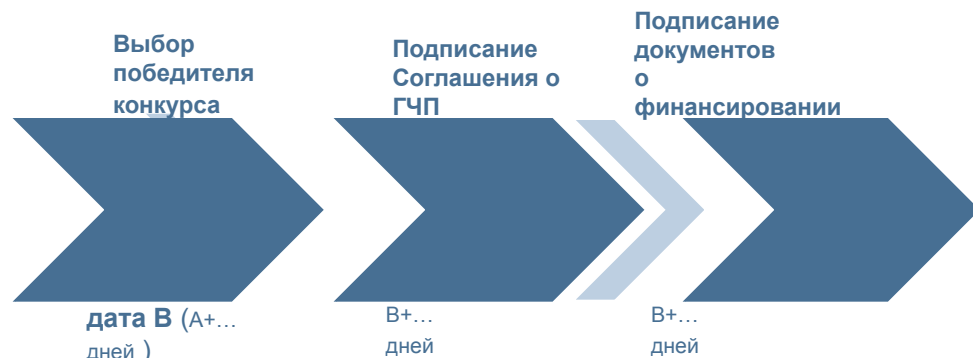 Выбор
победителя
конкурса
Подписание
Соглашения о
ГЧП
Подписание
документов
о
финансировании
дата В (А+...
дней )
В+...
дней
В+...
дней